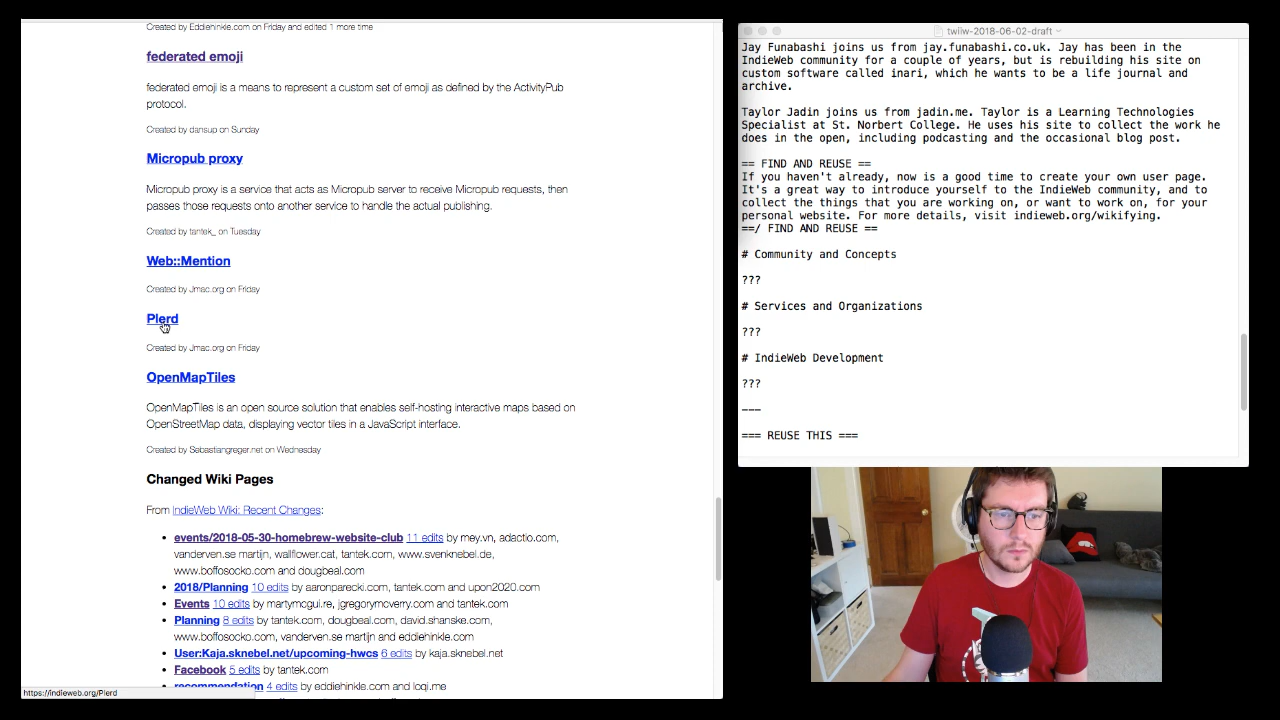 Created by Eddiehinkle.com on Friday and edited 1 more time
federated emoji
federated emoji is a means to represent a custom set of emoji as defined by the ActivityPub
protocol.
Created by dansup on Sunday
Micropub proxy
Micropub proxy is a service that acts as Micropub server to receive Micropub requests, then
passes those requests onto another service to handle the actual publishing.
Created by tantek_ on Tuesday
Web::Mention
Created by Jmac.org on Friday
Plerd
Created by Jmac.org on Friday
OpenMapTiles
OpenMapTiles is an open source solution that enables self-hosting interactive maps based on
OpenStreetMap data, displaying vector tiles in a JavaScript interface.
Created by Sebastiangreger.net on Wednesday
Changed Wiki Pages
From IndieWeb Wiki: Recent Changes:
• events/2018-05-30-homebrew-website-club 11 edits by mey.vn, adactio.com,
vanderven.se martijn, wallflower.cat, tantek.com, www.svenknebel.de,
www.boffosocko.com and dougbeal.com
• 2018/Planning 10 edits by aaronparecki.com, tantek.com and upon2020.com
• Events 10 edits by martymcgui.re, jgregorymcverry.com and tantek.com
• Planning 8 edits by tantek.com, dougbeal.com, david.shanske.com,
www.boffosocko.com, vanderven.se martijn and eddiehinkle.com
• User:Kaja.sknebel.net/upcoming-hwcs 6 edits by kaja.sknebel.net
• Facebook 5 edits by tantek.com
• recommendation 4 edits by eddiehinkle.com and loqi.me
https://indieweb.org/Plerd
twiiw-2018-06-02-draft
Jay Funabashi joins us from jay.funabashi.co.uk. Jay has been in the
IndieWeb community for a couple of years, but is rebuilding his site on
custom software called inari, which he wants to be a life journal and
archive.
Taylor Jadin joins us from jadin.me. Taylor is a Learning Technologies
Specialist at St. Norbert College. He uses his site to collect the work he
does in the open, including podcasting and the occasional blog post.
== FIND AND REUSE ==
If you haven't already, now is a good time to create your own user page.
It's a great way to introduce yourself to the IndieWeb community, and to
collect the things that you are working on, or want to work on, for your
personal website. For more details, visit indieweb.org/wikifying.
==/ FIND AND REUSE ==
# Community and Concepts
???
# Services and Organizations
???
# IndieWeb Development
???
---
=== REUSE THIS ===